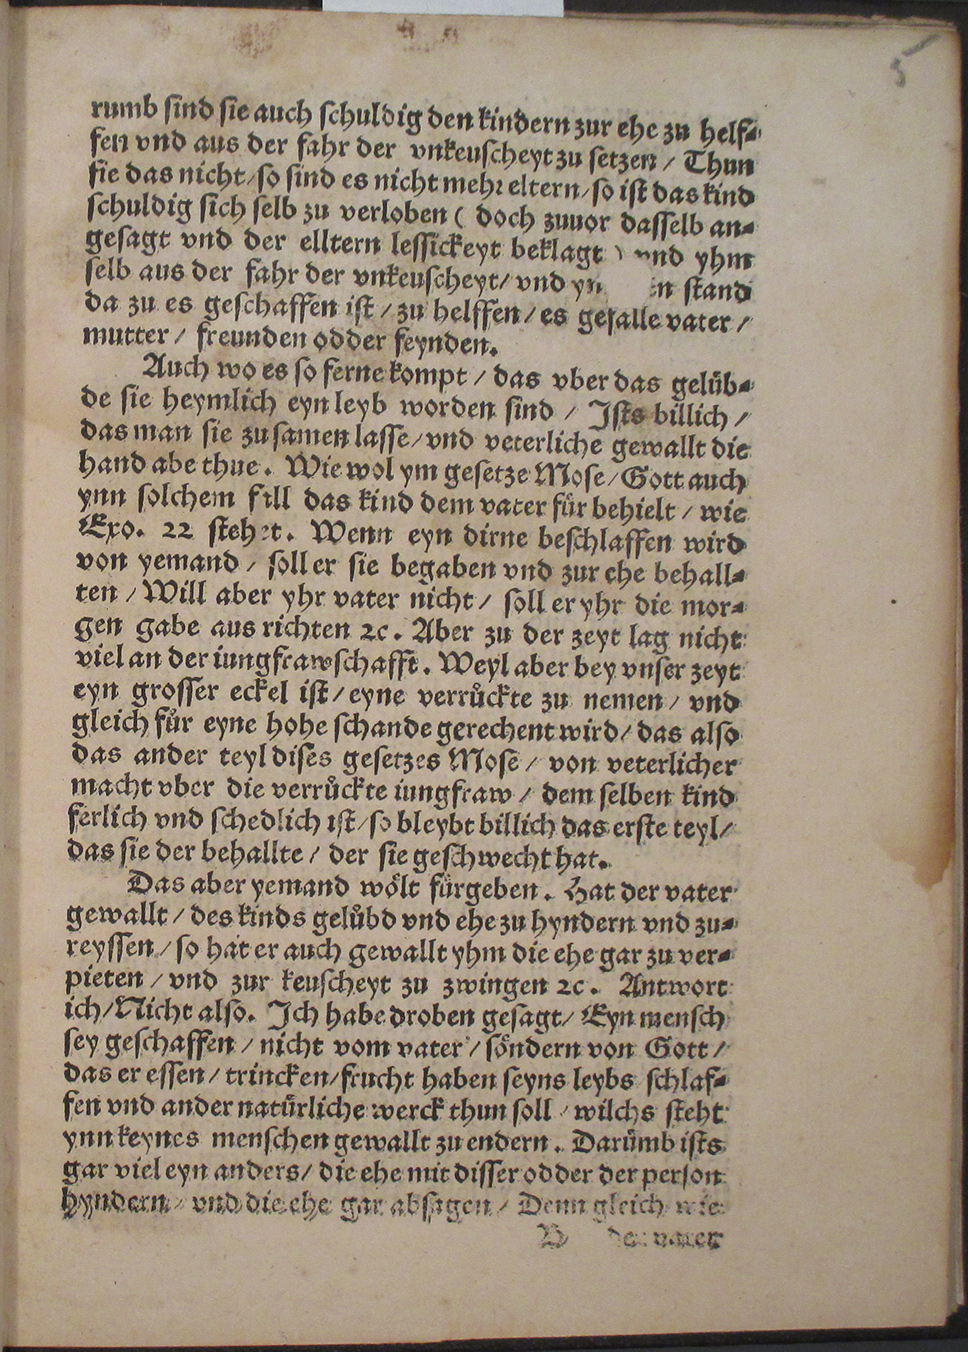 5
rumb sind sie auch schuldig den kindern zur ehe zu helf⸗
fen vnd aus der fahr der vnkeuscheyt zu setzen / Thun
sie das nicht / so sind es nicht mehr eltern / so ist das kind
schuldig sich selb zu verloben ( doch zuuor dasselb an⸗
gesagt vnd der elltern lessickeyt beklagt ) vnd yhm
selb aus der fahr der vnkeuscheyt / vnd stand
da zu es geschaffen ist / zu helffen / es gefalle vater /
mutter / freunden odder feynden.
Auch wo es so ferne kompt / das vber das gelüb⸗
de sie heymlich eyn leyb worden sind / Jsts billich /
das man sie zu samen lasse / vnd veterliche gewallt die
hand abe thue. Wie wol ym gesetze Mose / Gott auch
ynn solchem fall das kind dem vater für behielt / wie
Exo. 22 stehet. Wenn eyn dirne beschlaffen wird
von yemand / soll er sie begaben vnd zur ehe behall⸗
ten / Will aber yhr vater nicht / soll er yhr die mor⸗
gen gabe aus richten ꝛc. Aber zu der zeyt lag nicht
viel an der iungfrawschafft. Weyl aber bey vnser zeyt
eyn grosser eckel ist / eyne verrůckte zu nemen / vnd
gleich fůr eyne hohe schande gerechent wird / das also
das ander teyl dises gesetzes Mose / von veterlicher
macht vber die verrůckte iungfraw / dem selben kind
ferlich vnd schedlich ist / so bleybt billich das erste teyl /
das sie der behallte / der sie geschwecht hat.
Das aber yemand wölt fürgeben. Hat der vater
gewallt / des kinds gelůbd vnd ehe zu hyndern vnd zu⸗
reyssen / so hat er auch gewallt yhm die ehe gar zu ver⸗
pieten / vnd zur keuscheyt zu zwingen ꝛc. Antwort
ich / Nicht also. Jch habe droben gesagt / Eyn mensch
sey geschaffen / nicht vom vater / söndern von Gott /
das er essen / trincken / frucht haben seyns leybs schlaf⸗
fen vnd ander natürliche werck thun soll / wilchs steht
ynn keynes menschen gewallt zu endern. Darümb ists
gar viel eyn anders / die ehe mit disser odder der person
hyndern / vnd die ehe gar absagen / Denn gleich wie
B der vater